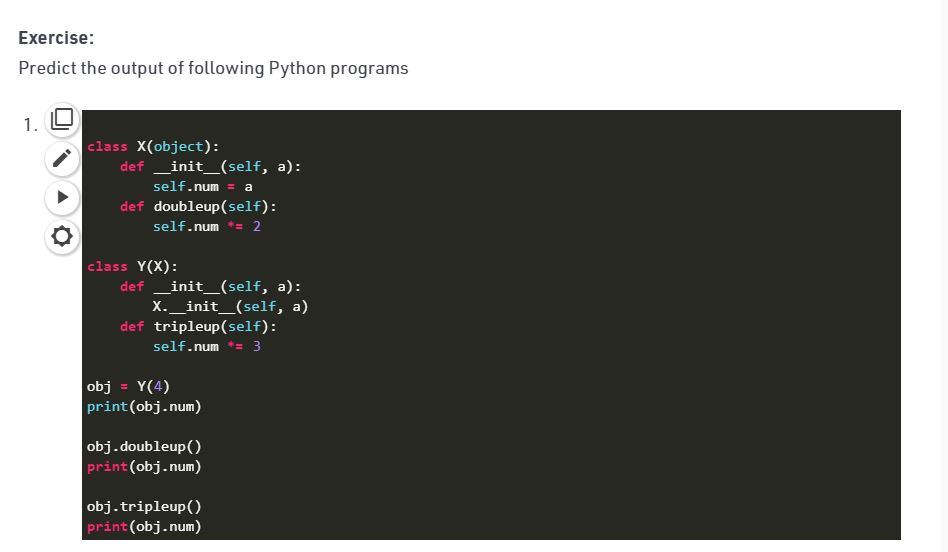 Exercise:
Predict the output of following Python programs
1.
class X(object):
    def __init__(self, a):
        self.num = a
    def doubleup(self):
        self.num *= 2

class Y(X):
    def __init__(self, a):
        X.__init__(self, a)
    def tripleup(self):
        self.num *= 3

obj = Y(4)
print(obj.num)

obj.doubleup()
print(obj.num)

obj.tripleup()
print(obj.num)